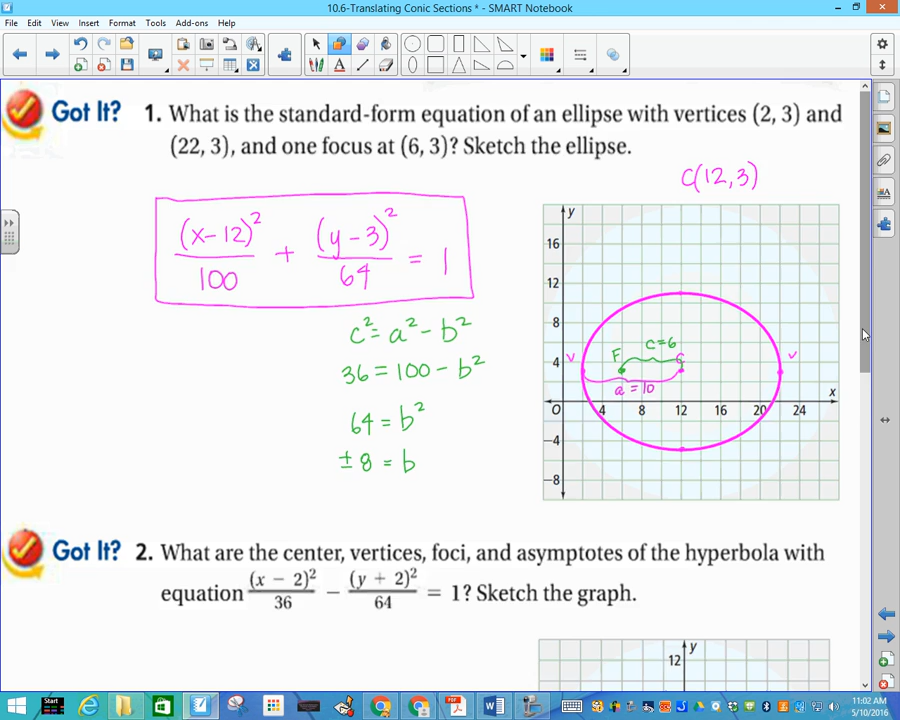 10.6-Translating Conic Sections * - SMART Notebook
File Edit View Insert Format Tools Add-ons Help
Got It? 1. What is the standard-form equation of an ellipse with vertices (2, 3) and
(22, 3), and one focus at (6, 3)? Sketch the ellipse.
C(12,3)
(x-12)²/100 + (y-3)²/64 = 1
c² = a² - b²
36 = 100 - b²
64 = b²
±8 = b
y
16
12
8
4
V F c=6 C V
a = 10
x
O 4 8 12 16 20 24
-4
-8
Got It? 2. What are the center, vertices, foci, and asymptotes of the hyperbola with
equation (x − 2)²/36 − (y + 2)²/64 = 1? Sketch the graph.
y
12
Start
11:02 AM
5/10/2016